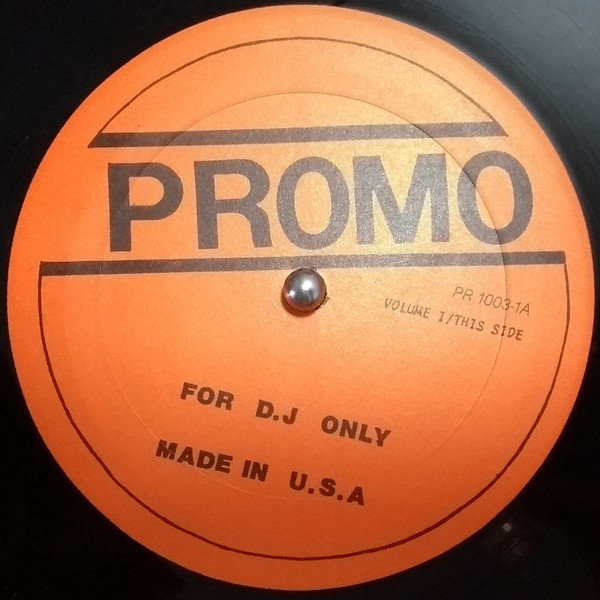 PROMO
PR 1003-1A
VOLUME I/THIS SIDE
FOR D.J ONLY
MADE IN U.S.A